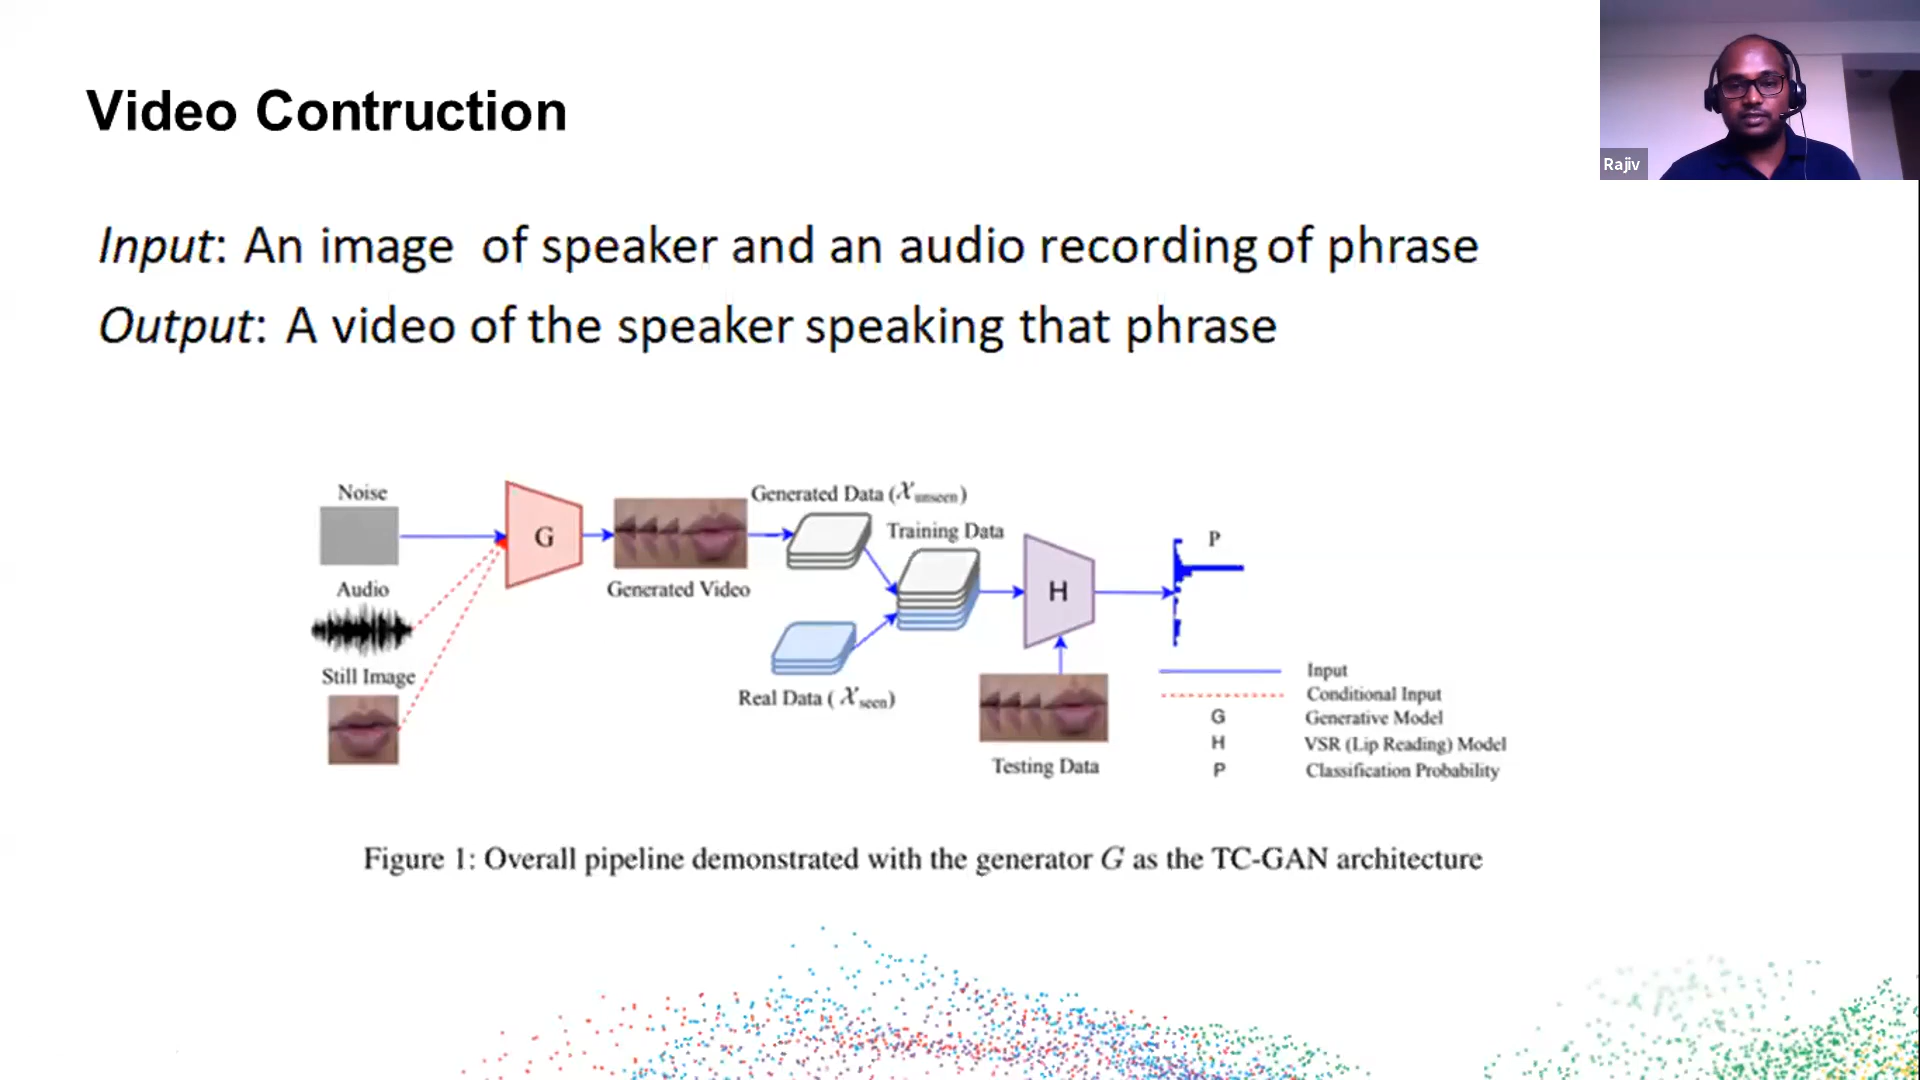 Video Contruction
Rajiv
Input: An image of speaker and an audio recording of phrase
Output: A video of the speaker speaking that phrase
Noise
Audio
Still Image
G
Generated Video
Generated Data (X unseen)
Training Data
Real Data ( X seen)
H
Testing Data
P
Input
Conditional Input
G Generative Model
H VSR (Lip Reading) Model
P Classification Probability
Figure 1: Overall pipeline demonstrated with the generator G as the TC-GAN architecture